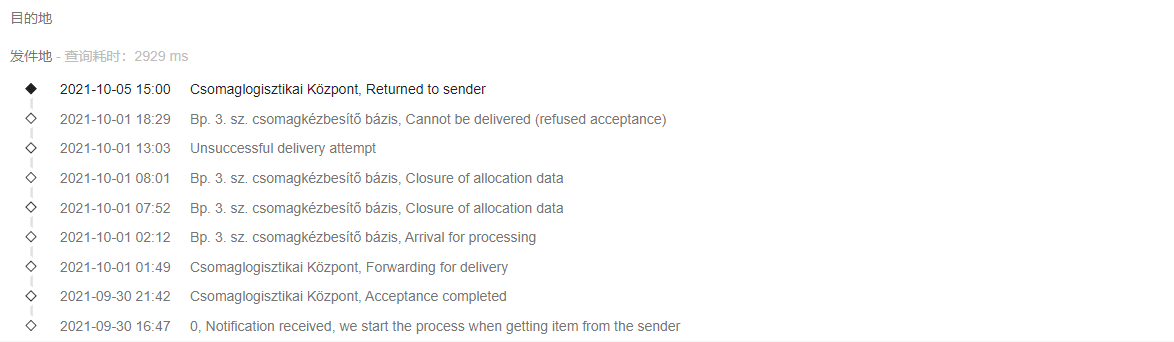 目的地
发件地 - 查询耗时：2929 ms
2021-10-05 15:00 Csomaglogisztikai Központ, Returned to sender
2021-10-01 18:29 Bp. 3. sz. csomagkézbesítő bázis, Cannot be delivered (refused acceptance)
2021-10-01 13:03 Unsuccessful delivery attempt
2021-10-01 08:01 Bp. 3. sz. csomagkézbesítő bázis, Closure of allocation data
2021-10-01 07:52 Bp. 3. sz. csomagkézbesítő bázis, Closure of allocation data
2021-10-01 02:12 Bp. 3. sz. csomagkézbesítő bázis, Arrival for processing
2021-10-01 01:49 Csomaglogisztikai Központ, Forwarding for delivery
2021-09-30 21:42 Csomaglogisztikai Központ, Acceptance completed
2021-09-30 16:47 0, Notification received, we start the process when getting item from the sender